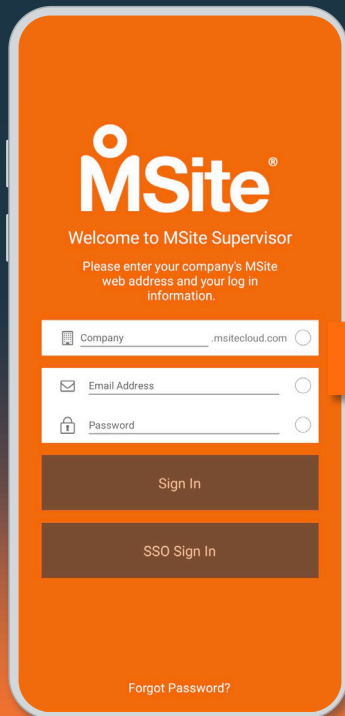 MSite®
Welcome to MSite Supervisor
Please enter your company's MSite
web address and your log in
information.
Company .msitecloud.com
Email Address
Password
Sign In
SSO Sign In
Forgot Password?